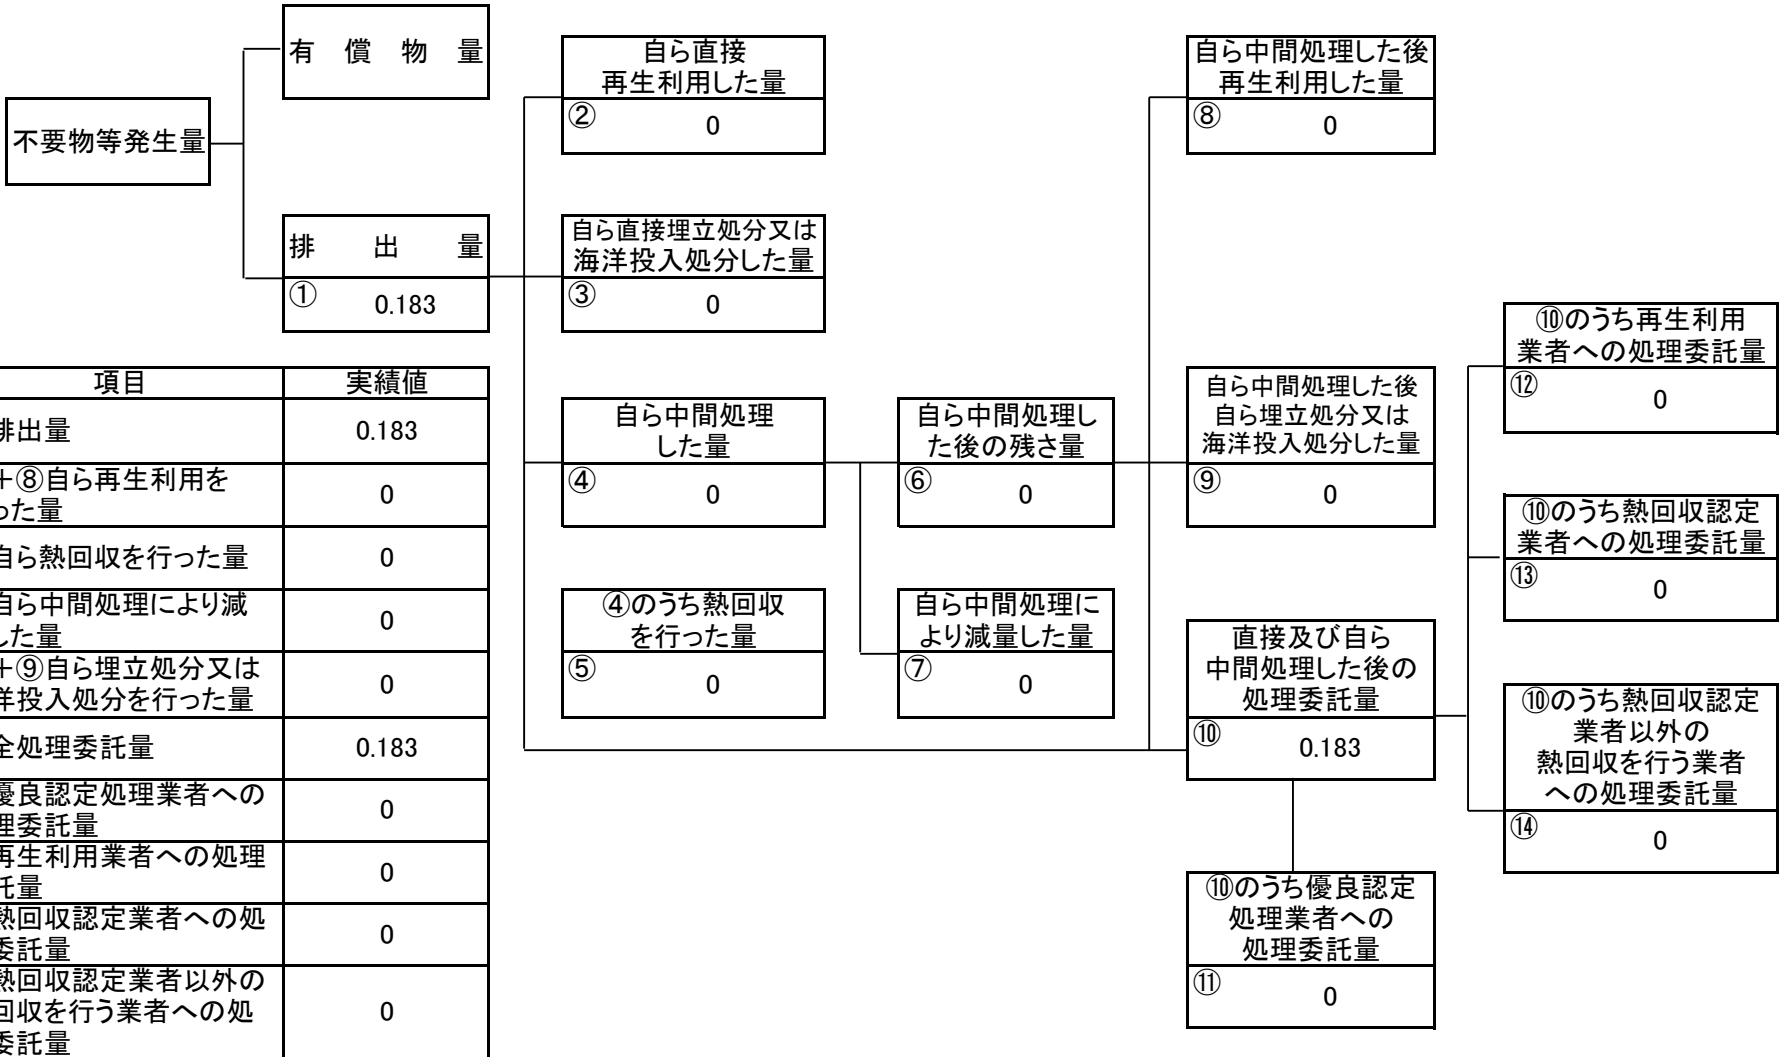 有償物量
不要物等発生量
排出量
① 0.183
自ら直接
再生利用した量
② 0
自ら直接埋立処分又は
海洋投入処分した量
③ 0
自ら中間処理
した量
④ 0
④のうち熱回収
を行った量
⑤ 0
自ら中間処理し
た後の残さ量
⑥ 0
自ら中間処理に
より減量した量
⑦ 0
自ら中間処理した後
再生利用した量
⑧ 0
自ら中間処理した後
自ら埋立処分又は
海洋投入処分した量
⑨ 0
直接及び自ら
中間処理した後の
処理委託量
⑩ 0.183
⑩のうち優良認定
処理業者への
処理委託量
⑪ 0
⑩のうち再生利用
業者への処理委託量
⑫ 0
⑩のうち熱回収認定
業者への処理委託量
⑬ 0
⑩のうち熱回収認定
業者以外の
熱回収を行う業者
への処理委託量
⑭ 0
項目 実績値
排出量 0.183
+⑧自ら再生利用を
った量 0
自ら熱回収を行った量 0
自ら中間処理により減
した量 0
+⑨自ら埋立処分又は
洋投入処分を行った量 0
全処理委託量 0.183
優良認定処理業者への
理委託量 0
再生利用業者への処理
託量 0
熱回収認定業者への処
委託量 0
熱回収認定業者以外の
回収を行う業者への処
委託量 0